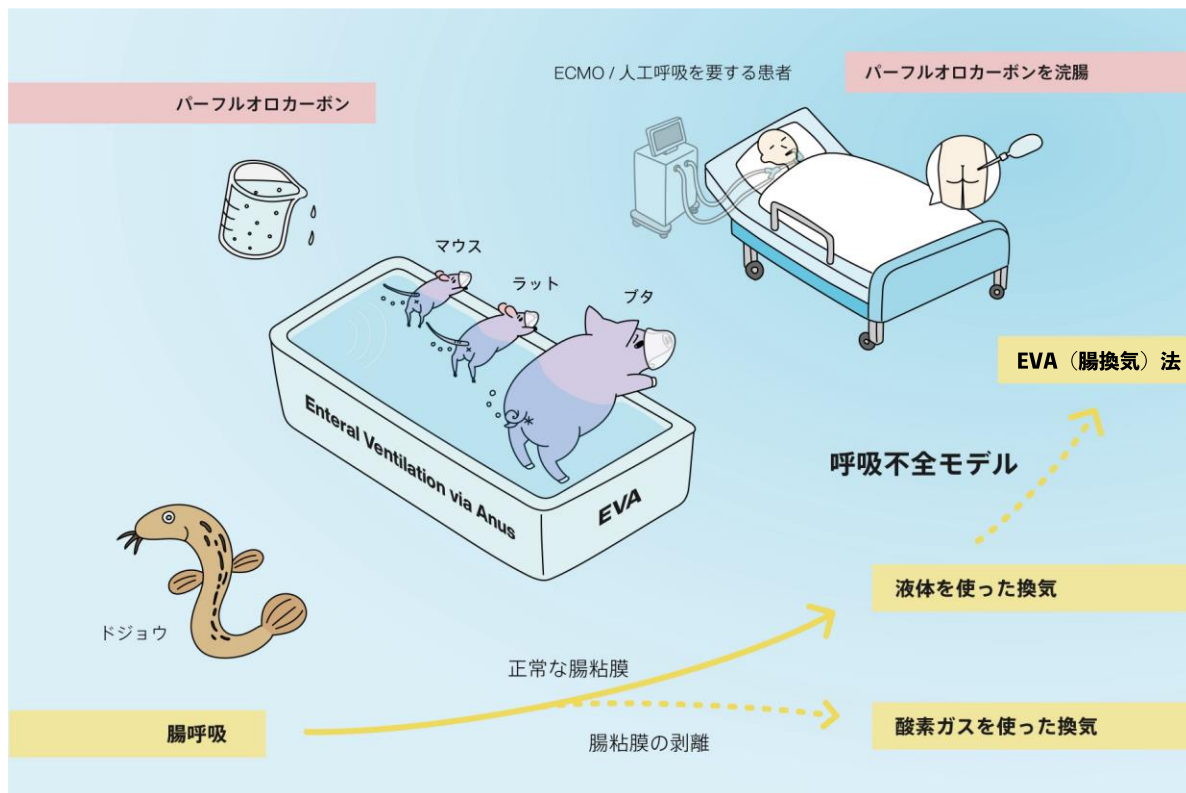 ECMO / 人工呼吸を要する患者
パーフルオロカーボンを浣腸
パーフルオロカーボン
マウス
ラット
ブタ
EVA（腸換気）法
Enteral Ventilation via Anus
EVA
呼吸不全モデル
液体を使った換気
ドジョウ
正常な腸粘膜
腸呼吸
腸粘膜の剥離
酸素ガスを使った換気